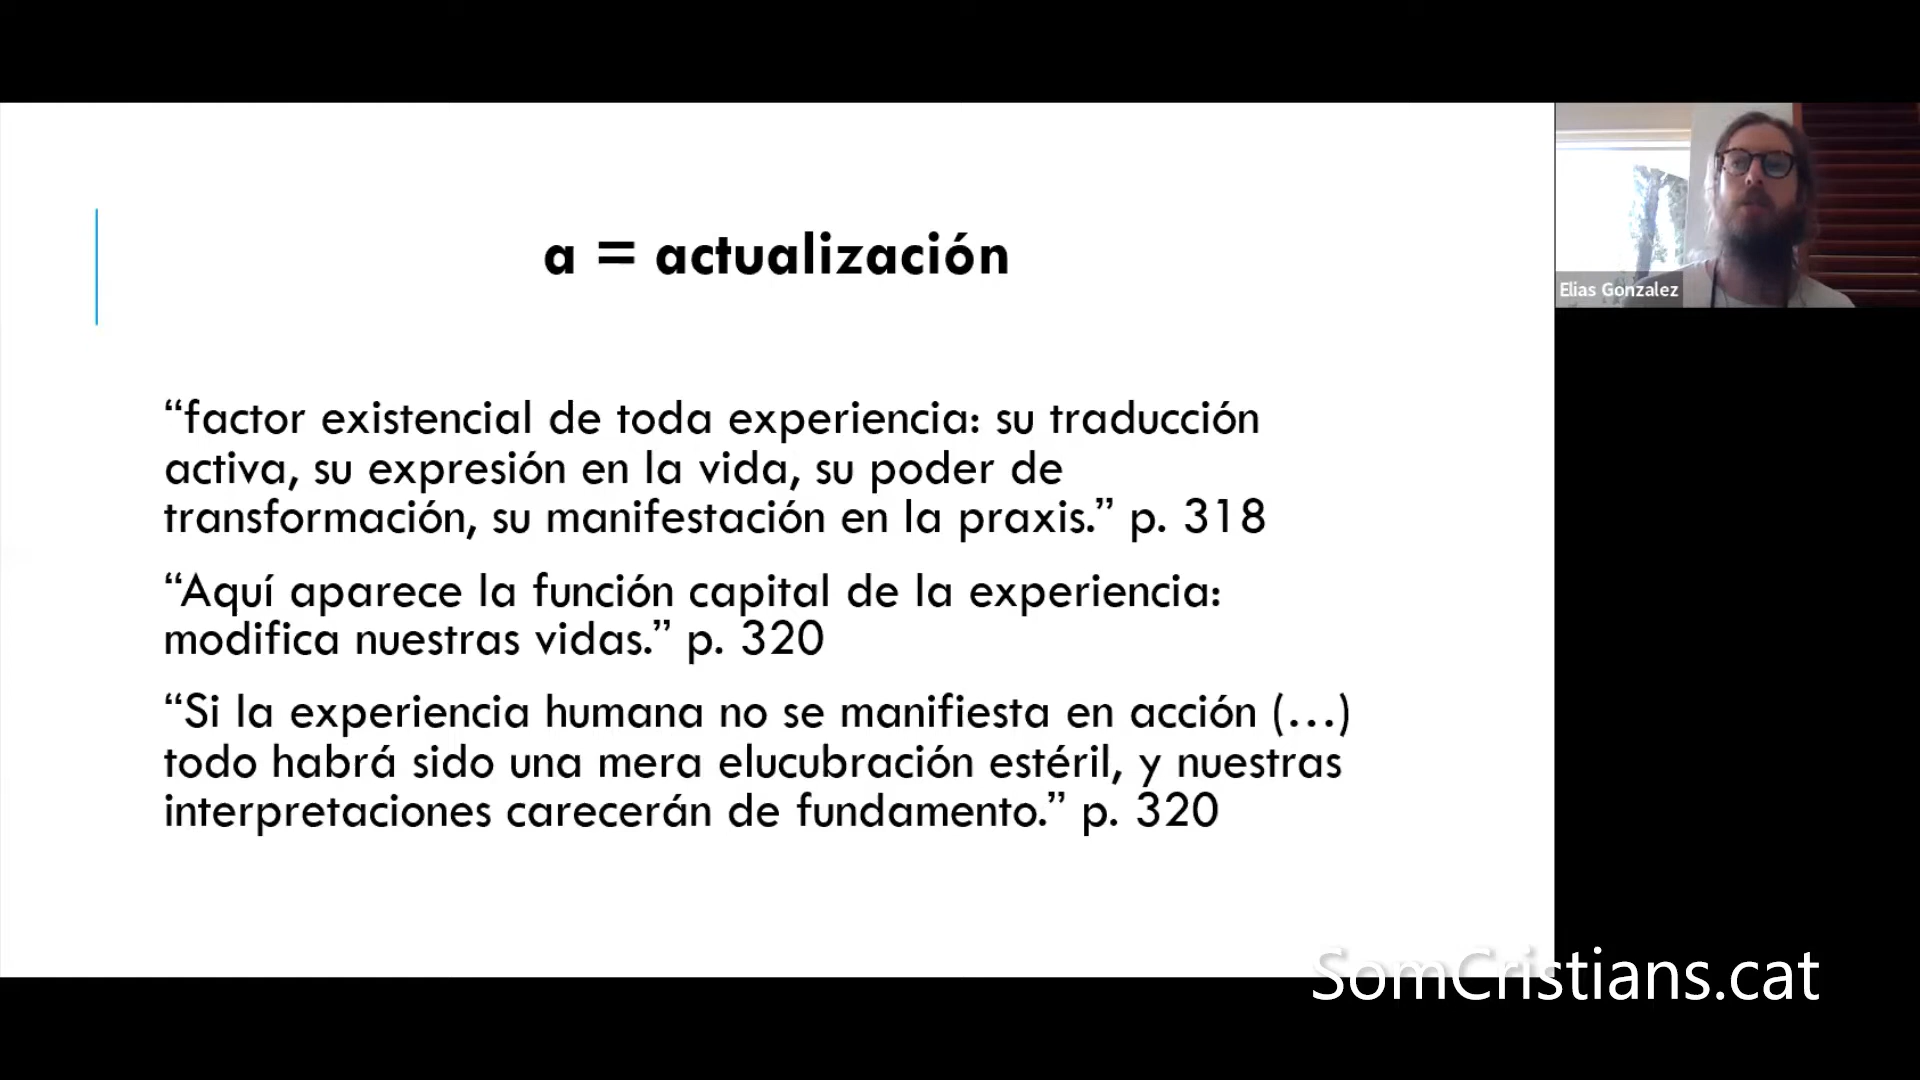 a = actualización
“factor existencial de toda experiencia: su traducción
activa, su expresión en la vida, su poder de
transformación, su manifestación en la praxis.” p. 318
“Aquí aparece la función capital de la experiencia:
modifica nuestras vidas.” p. 320
“Si la experiencia humana no se manifiesta en acción (…)
todo habrá sido una mera elucubración estéril, y nuestras
interpretaciones carecerán de fundamento.” p. 320
Elias Gonzalez
SomCristians.cat